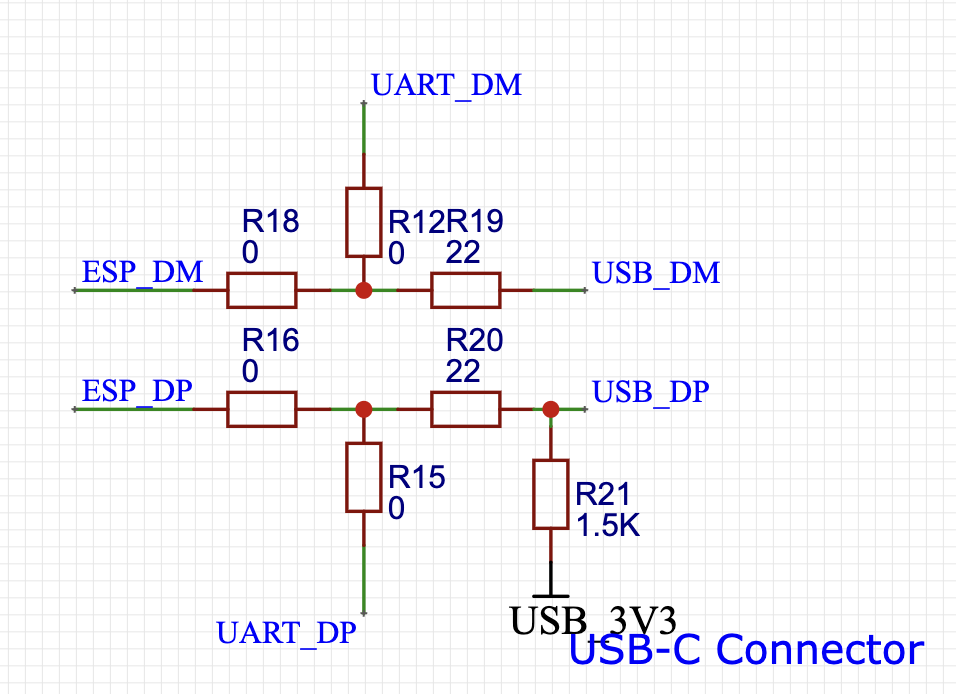 UART_DM
R18
0
R12
0
R19
22
ESP_DM
USB_DM
R16
0
R20
22
ESP_DP
USB_DP
R15
0
R21
1.5K
UART_DP
USB_3V3
USB-C Connector